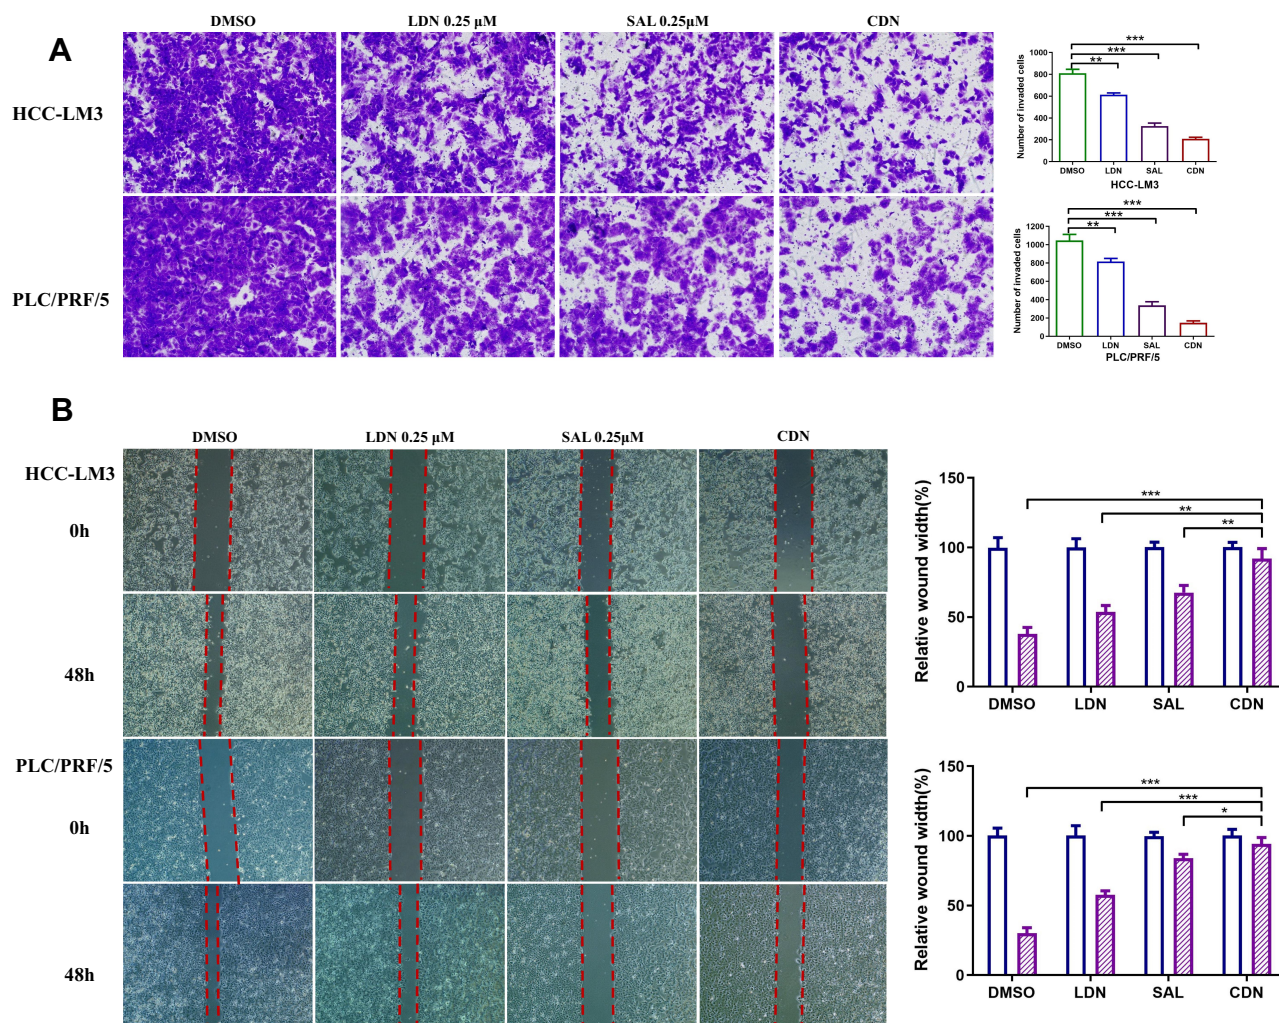 A
DMSO LDN 0.25 μM SAL 0.25μM CDN
HCC-LM3
PLC/PRF/5
Number of invaded cells
1000
800
600
400
200
0
***
***
**
DMSO LDN SAL CDN
HCC-LM3
Number of invaded cells
1200
1000
800
600
400
200
0
***
***
**
DMSO LDN SAL CDN
PLC/PRF/5
B
DMSO LDN 0.25 μM SAL 0.25μM CDN
HCC-LM3
0h
48h
PLC/PRF/5
0h
48h
Relative wound width(%)
150
100
50
0
***
**
**
DMSO LDN SAL CDN
Relative wound width(%)
150
100
50
0
***
***
*
DMSO LDN SAL CDN